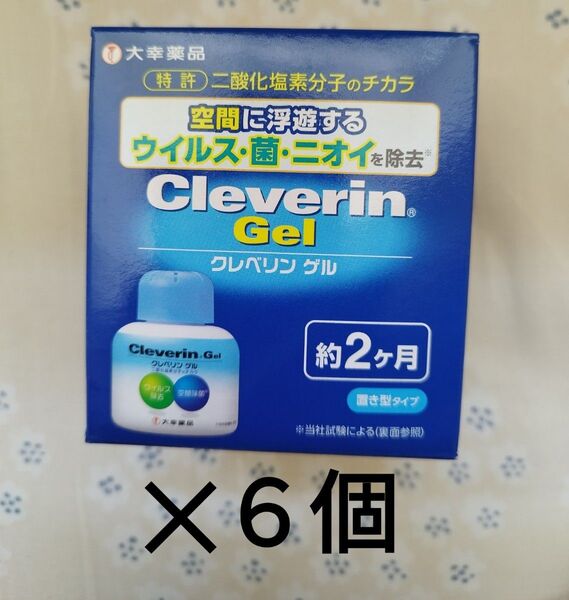 大幸薬品
特許 二酸化塩素分子のチカラ
空間に浮遊する
ウイルス・菌・ニオイを除去※
Cleverin®
Gel
クレベリン ゲル
Cleverin Gel
クレベリン ゲル
ウイルス
除去
空間除菌
大幸薬品
約2ヶ月
置き型タイプ
※当社試験による(裏面参照)
×6個